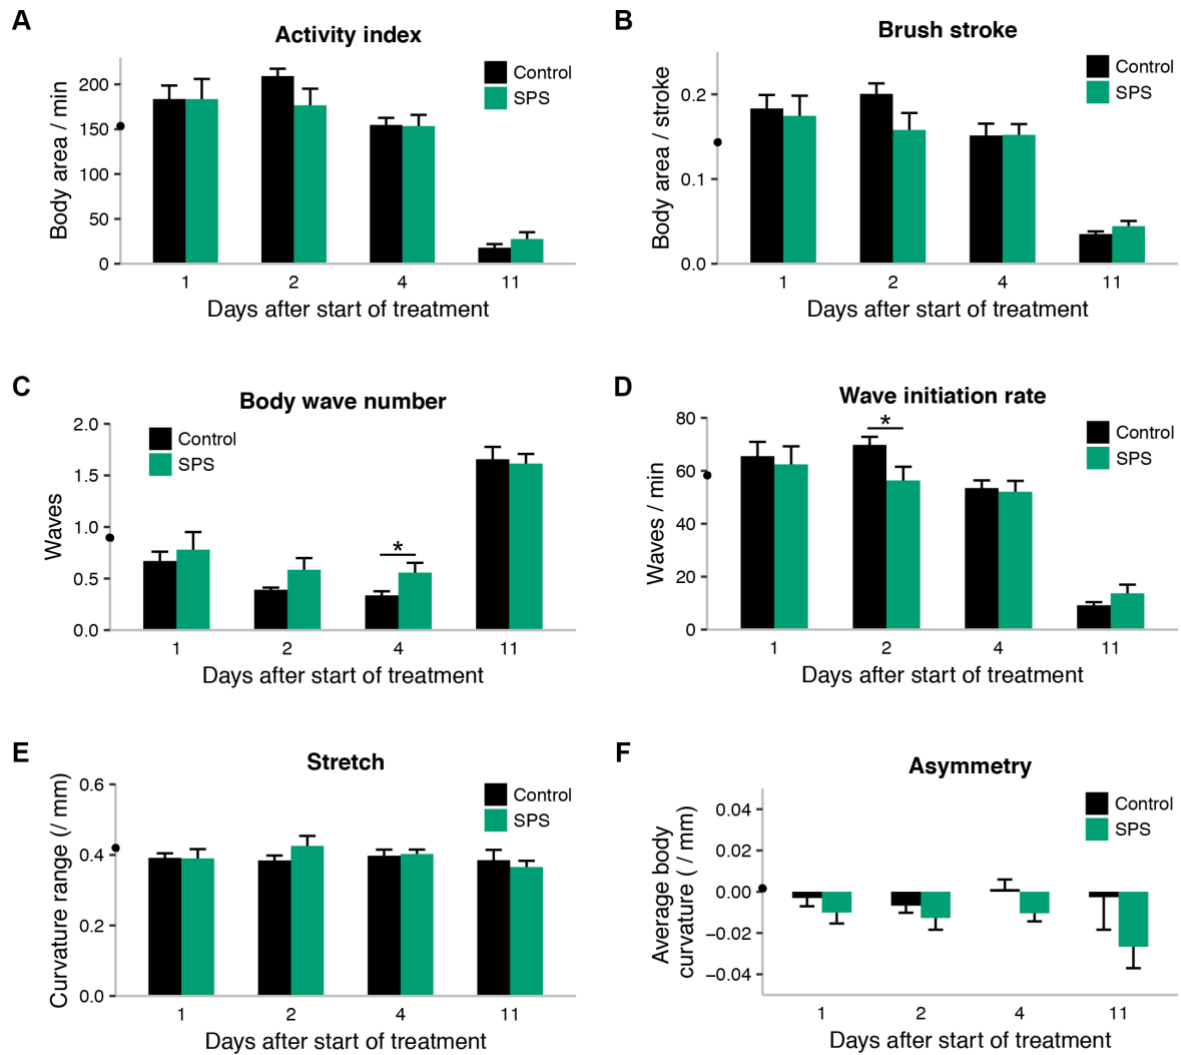 A
Activity index
Control
SPS
Body area / min
200
150
100
50
0
1 2 4 11
Days after start of treatment
B
Brush stroke
Control
SPS
Body area / stroke
0.2
0.1
0.0
1 2 4 11
Days after start of treatment
C
Body wave number
Control
SPS
Waves
2.0
1.5
1.0
0.5
0.0
*
1 2 4 11
Days after start of treatment
D
Wave initiation rate
Control
SPS
Waves / min
80
60
40
20
0
*
1 2 4 11
Days after start of treatment
E
Stretch
Control
SPS
Curvature range (/ mm)
0.6
0.4
0.2
0.0
1 2 4 11
Days after start of treatment
F
Asymmetry
Control
SPS
Average body
curvature ( / mm)
0.04
0.02
0.00
−0.02
−0.04
1 2 4 11
Days after start of treatment